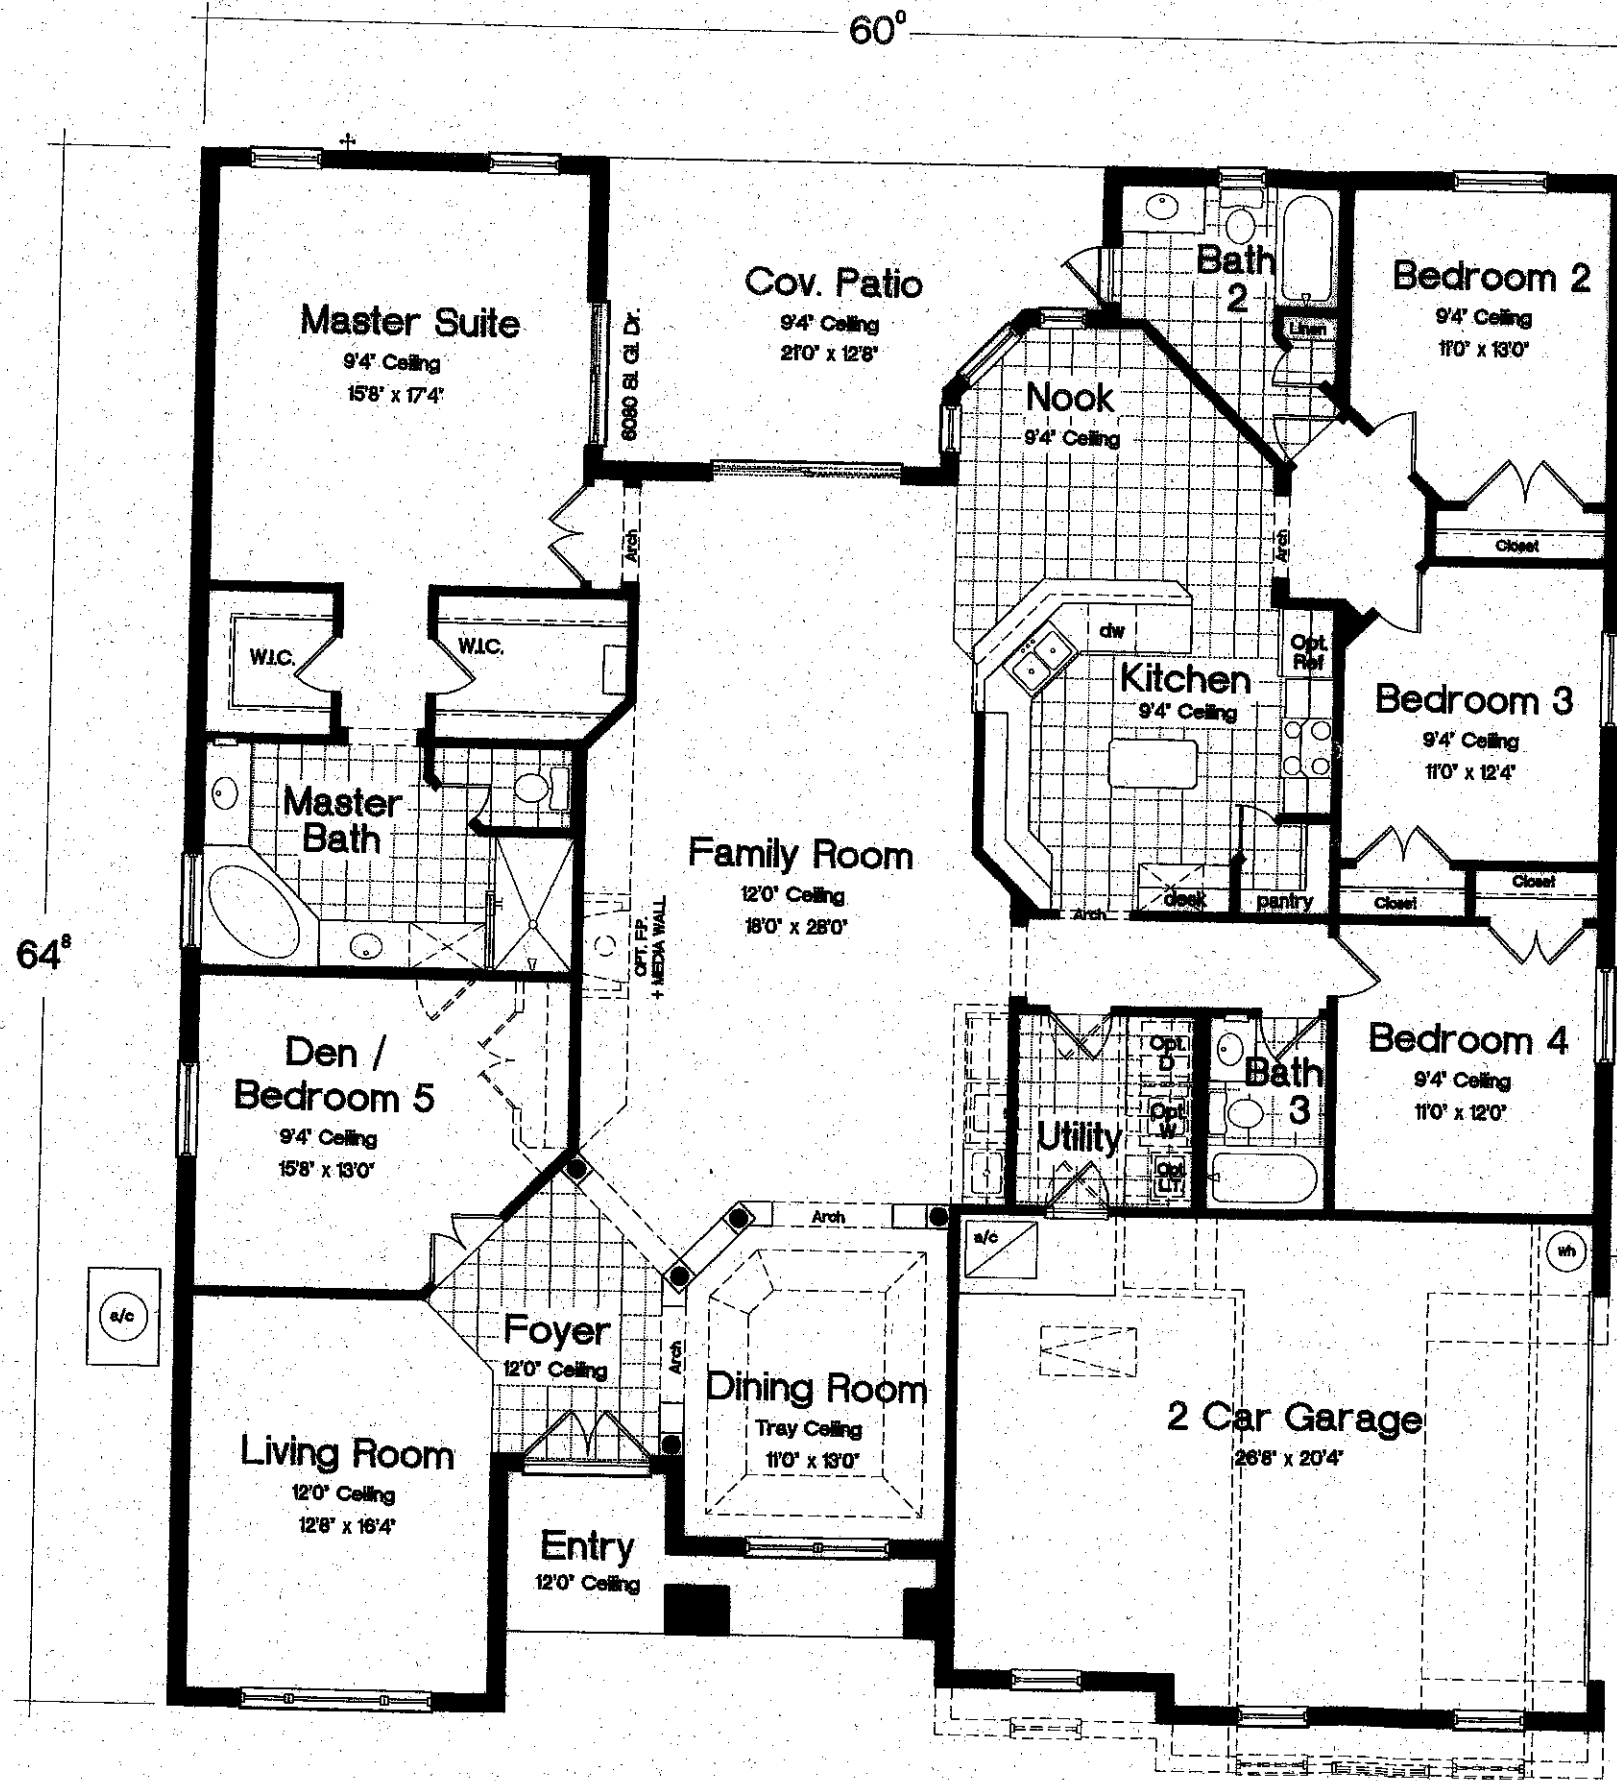 60⁰
Master Suite
9'4" Ceiling
15'8" x 17'4"
6080 Sl. Gl. Dr.
Cov. Patio
9'4" Ceiling
21'0" x 12'8"
Bath
2
Linen
Bedroom 2
9'4" Ceiling
11'0" x 13'0"
Closet
Nook
9'4" Ceiling
Arch
Arch
W.I.C.
W.I.C.
dw
Opt.
Ref
Kitchen
9'4" Ceiling
Bedroom 3
9'4" Ceiling
11'0" x 12'4"
Master
Bath
Family Room
12'0" Ceiling
18'0" x 28'0"
OPT. F.P.
+ MEDIA WALL
desk
pantry
Arch
Closet
Closet
64⁸
Den /
Bedroom 5
9'4" Ceiling
15'8" x 13'0"
Utility
Opt.
D
Opt.
W
Opt.
L.T.
Bath
3
Bedroom 4
9'4" Ceiling
11'0" x 12'0"
Arch
a/c
wh
a/c
Foyer
12'0" Ceiling
Arch
Dining Room
Tray Ceiling
11'0" x 13'0"
2 Car Garage
26'8" x 20'4"
Living Room
12'0" Ceiling
12'8" x 16'4"
Entry
12'0" Ceiling